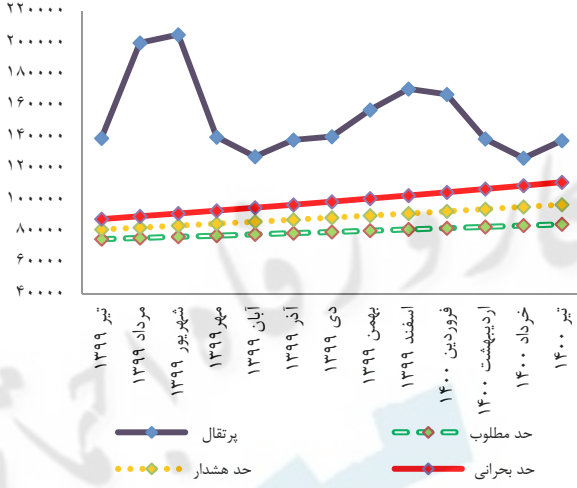 ۲۲۰۰۰۰
۲۰۰۰۰۰
۱۸۰۰۰۰
۱۶۰۰۰۰
۱۴۰۰۰۰
۱۲۰۰۰۰
۱۰۰۰۰۰
۸۰۰۰۰
۶۰۰۰۰
۴۰۰۰۰
تیر ۱۳۹۹
مرداد ۱۳۹۹
شهریور ۱۳۹۹
مهر ۱۳۹۹
آبان ۱۳۹۹
آذر ۱۳۹۹
دی ۱۳۹۹
بهمن ۱۳۹۹
اسفند ۱۳۹۹
فروردین ۱۴۰۰
اردیبهشت ۱۴۰۰
خرداد ۱۴۰۰
تیر ۱۴۰۰
حد مطلوب
پرتقال
حد بحرانی
حد هشدار